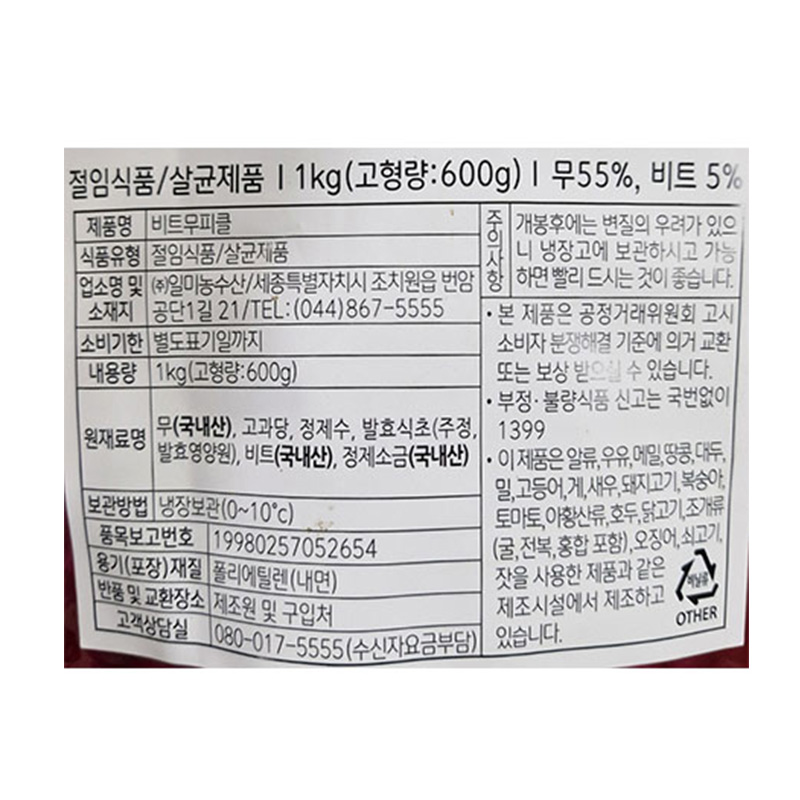 절임식품/살균제품 | 1kg(고형량:600g) | 무55%, 비트 5%
제품명 비트무피클
식품유형 절임식품/살균제품
업소명 및 소재지 ㈜일미농수산/세종특별자치시 조치원읍 번암
공단1길 21/TEL:(044)867-5555
소비기한 별도표기일까지
내용량 1kg(고형량:600g)
원재료명 무(국내산), 고과당, 정제수, 발효식초(주정,
발효영양원), 비트(국내산), 정제소금(국내산)
보관방법 냉장보관(0~10℃)
품목보고번호 19980257052654
용기(포장)재질 폴리에틸렌(내면)
반품 및 교환장소 제조원 및 구입처
고객상담실 080-017-5555(수신자요금부담)
주의사항 개봉후에는 변질의 우려가 있으
니 냉장고에 보관하시고 가능
하면 빨리 드시는 것이 좋습니다.
• 본 제품은 공정거래위원회 고시
소비자 분쟁해결 기준에 의거 교환
또는 보상 받으실 수 있습니다.
• 부정·불량식품 신고는 국번없이
1399
• 이 제품은 알류,우유,메밀,땅콩,대두,
밀,고등어,게,새우,돼지고기,복숭아,
토마토,아황산류,호두,닭고기,조개류
(굴,전복,홍합 포함),오징어,쇠고기,
잣을 사용한 제품과 같은
제조시설에서 제조하고
있습니다.
비닐류
OTHER